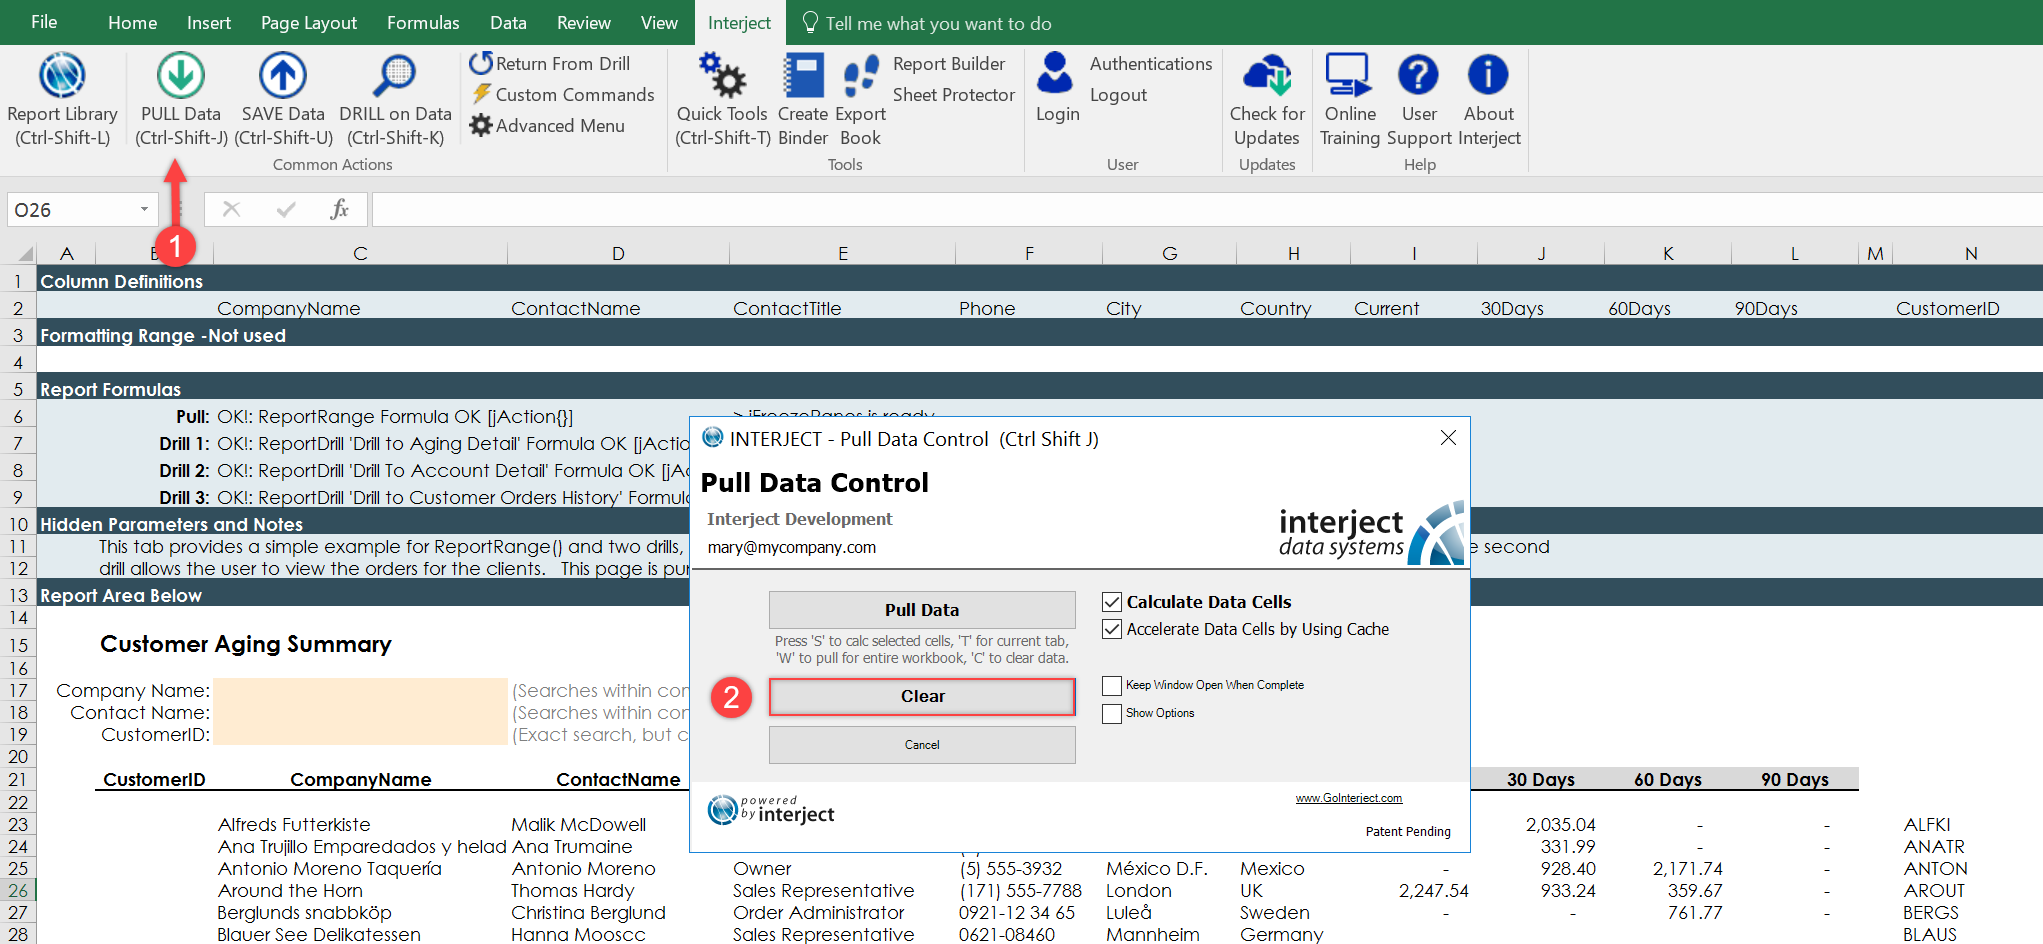 File Home Insert Page Layout Formulas Data Review View Interject Tell me what you want to do
Report Library (Ctrl-Shift-L)
PULL Data (Ctrl-Shift-J)
SAVE Data (Ctrl-Shift-U)
DRILL on Data (Ctrl-Shift-K)
Return From Drill
Custom Commands
Advanced Menu
Common Actions
Quick Tools (Ctrl-Shift-T)
Create Binder
Export Book
Report Builder
Sheet Protector
Tools
Login
Authentications
Logout
User
Check for Updates
Updates
Online Training
User Support
About Interject
Help
1
O26 fx
A C D E F G H I J K L M N
1 Column Definitions
2 CompanyName ContactName ContactTitle Phone City Country Current 30Days 60Days 90Days CustomerID
3 Formatting Range -Not used
4
5 Report Formulas
6 Pull: OK!: ReportRange Formula OK [jAction{}]
7 Drill 1: OK!: ReportDrill 'Drill to Aging Detail' Formula OK [jActio
8 Drill 2: OK!: ReportDrill 'Drill To Account Detail' Formula OK [jAc
9 Drill 3: OK!: ReportDrill 'Drill to Customer Orders History' Formula
10 Hidden Parameters and Notes
11 This tab provides a simple example for ReportRange() and two drills, e second
12 drill allows the user to view the orders for the clients. This page is pur
13 Report Area Below
14
15 Customer Aging Summary
16
17 Company Name: (Searches within con
18 Contact Name: (Searches within con
19 CustomerID: (Exact search, but c
20
21 CustomerID CompanyName ContactName 30 Days 60 Days 90 Days
22
23 Alfreds Futterkiste Malik McDowell 2,035.04 - - ALFKI
24 Ana Trujillo Emparedados y helad Ana Trumaine 331.99 - - ANATR
25 Antonio Moreno Taquería Antonio Moreno Owner (5) 555-3932 México D.F. Mexico - 928.40 2,171.74 - ANTON
26 Around the Horn Thomas Hardy Sales Representative (171) 555-7788 London UK 2,247.54 933.24 359.67 - AROUT
27 Berglunds snabbköp Christina Berglund Order Administrator 0921-12 34 65 Luleå Sweden - - 761.77 - BERGS
28 Blauer See Delikatessen Hanna Mooscc Sales Representative 0621-08460 Mannheim Germany BLAUS
INTERJECT - Pull Data Control (Ctrl Shift J)
Pull Data Control
Interject Development
mary@mycompany.com
interject
data systems
Pull Data
Press 'S' to calc selected cells, 'T' for current tab,
'W' to pull for entire workbook, 'C' to clear data.
2
Clear
Cancel
Calculate Data Cells
Accelerate Data Cells by Using Cache
Keep Window Open When Complete
Show Options
powered
by interject
www.GoInterject.com
Patent Pending